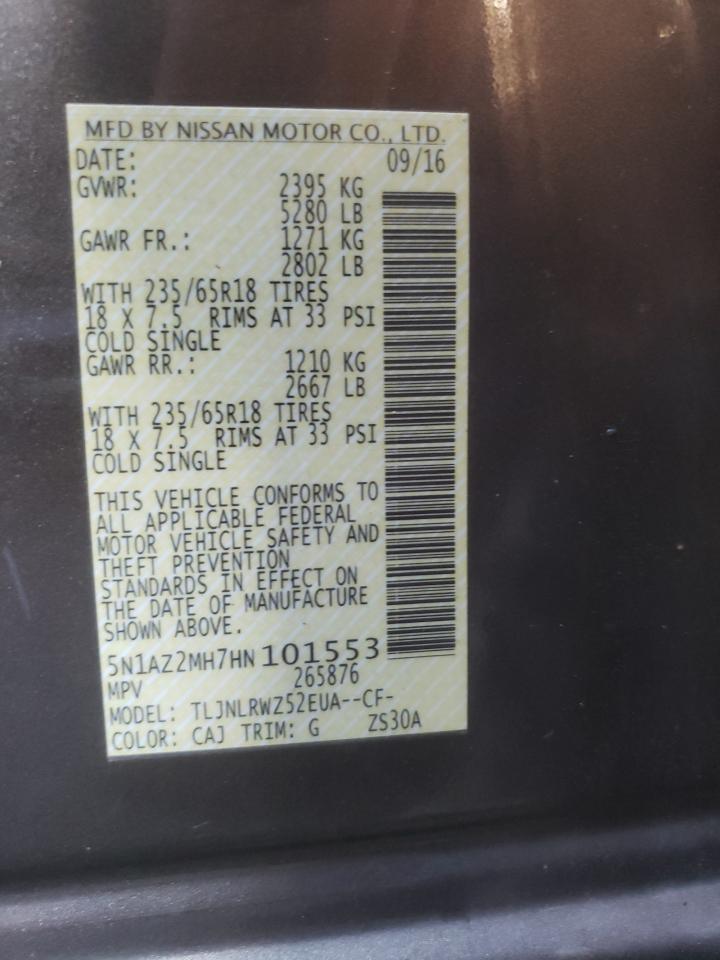 MFD BY NISSAN MOTOR CO., LTD.
DATE: 09/16
GVWR: 2395 KG
5280 LB
GAWR FR.: 1271 KG
2802 LB
WITH 235/65R18 TIRES
18 X 7.5 RIMS AT 33 PSI
COLD SINGLE
GAWR RR.: 1210 KG
2667 LB
WITH 235/65R18 TIRES
18 X 7.5 RIMS AT 33 PSI
COLD SINGLE
THIS VEHICLE CONFORMS TO
ALL APPLICABLE FEDERAL
MOTOR VEHICLE SAFETY AND
THEFT PREVENTION
STANDARDS IN EFFECT ON
THE DATE OF MANUFACTURE
SHOWN ABOVE.
5N1AZ2MH7HN101553
MPV 265876
MODEL: TLJNLRWZ52EUA--CF-
COLOR: CAJ TRIM: G ZS30A